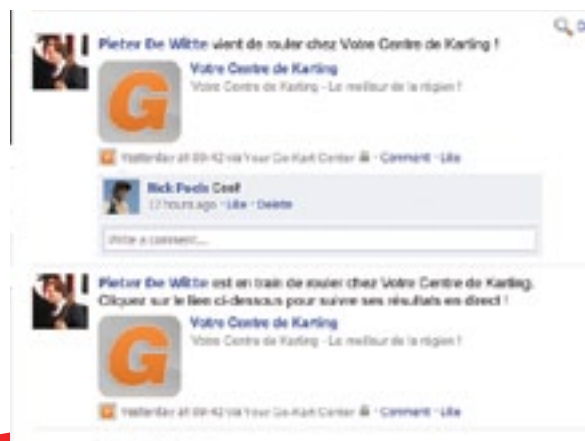 Pieter De Witte vient de rouler chez Votre Centre de Karting !
G
Votre Centre de Karting
Votre Centre de Karting - Le meilleur de la région !
Yesterday at 09:42 via Your Go-Kart Center · Comment · Like
Nick Poels Cool!
17 hours ago · Like · Delete
Write a comment...
Pieter De Witte est en train de rouler chez Votre Centre de Karting.
Cliquez sur le lien ci-dessous pour suivre ses résultats en direct !
G
Votre Centre de Karting
Votre Centre de Karting - Le meilleur de la région !
Yesterday at 09:42 via Your Go-Kart Center · Comment · Like